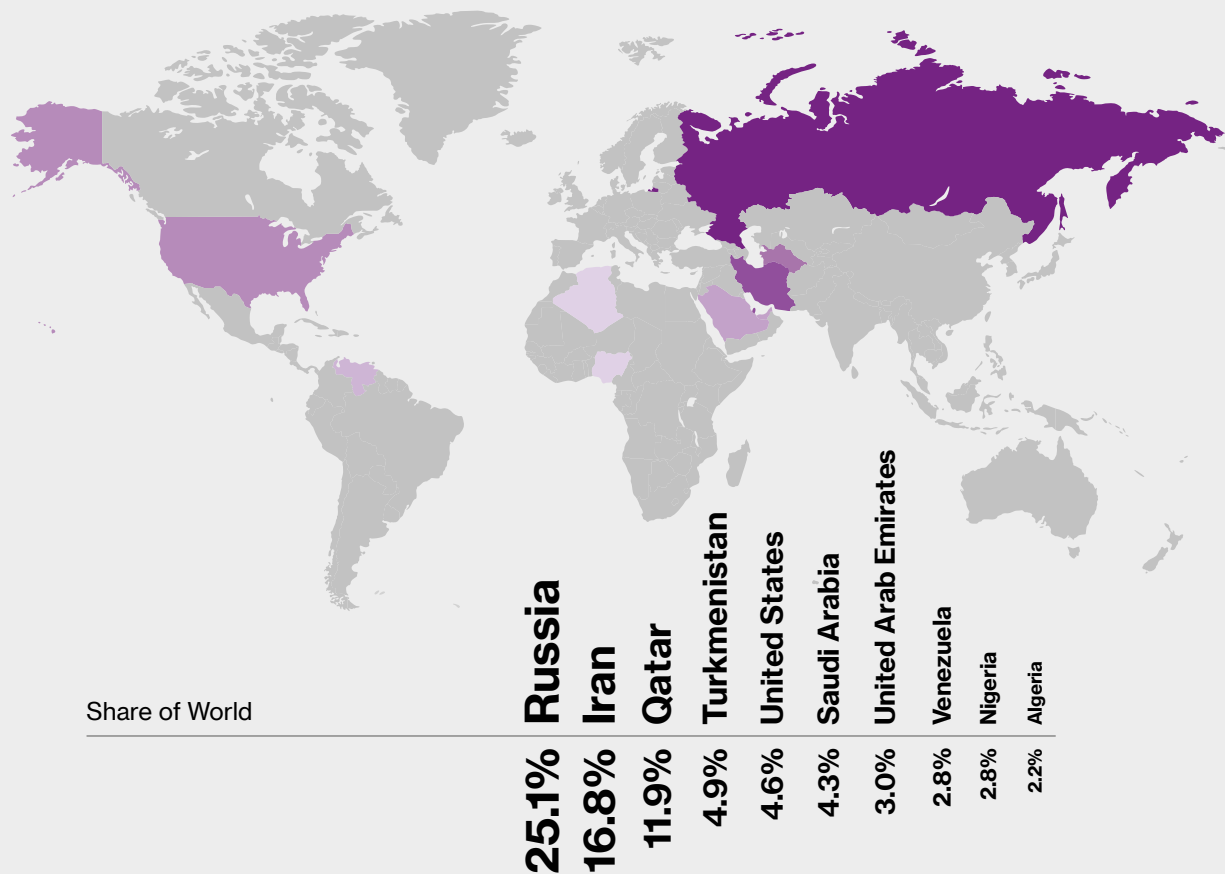 Share of World
Russia
25.1%
Iran
16.8%
Qatar
11.9%
Turkmenistan
4.9%
United States
4.6%
Saudi Arabia
4.3%
United Arab Emirates
3.0%
Venezuela
2.8%
Nigeria
2.8%
Algeria
2.2%